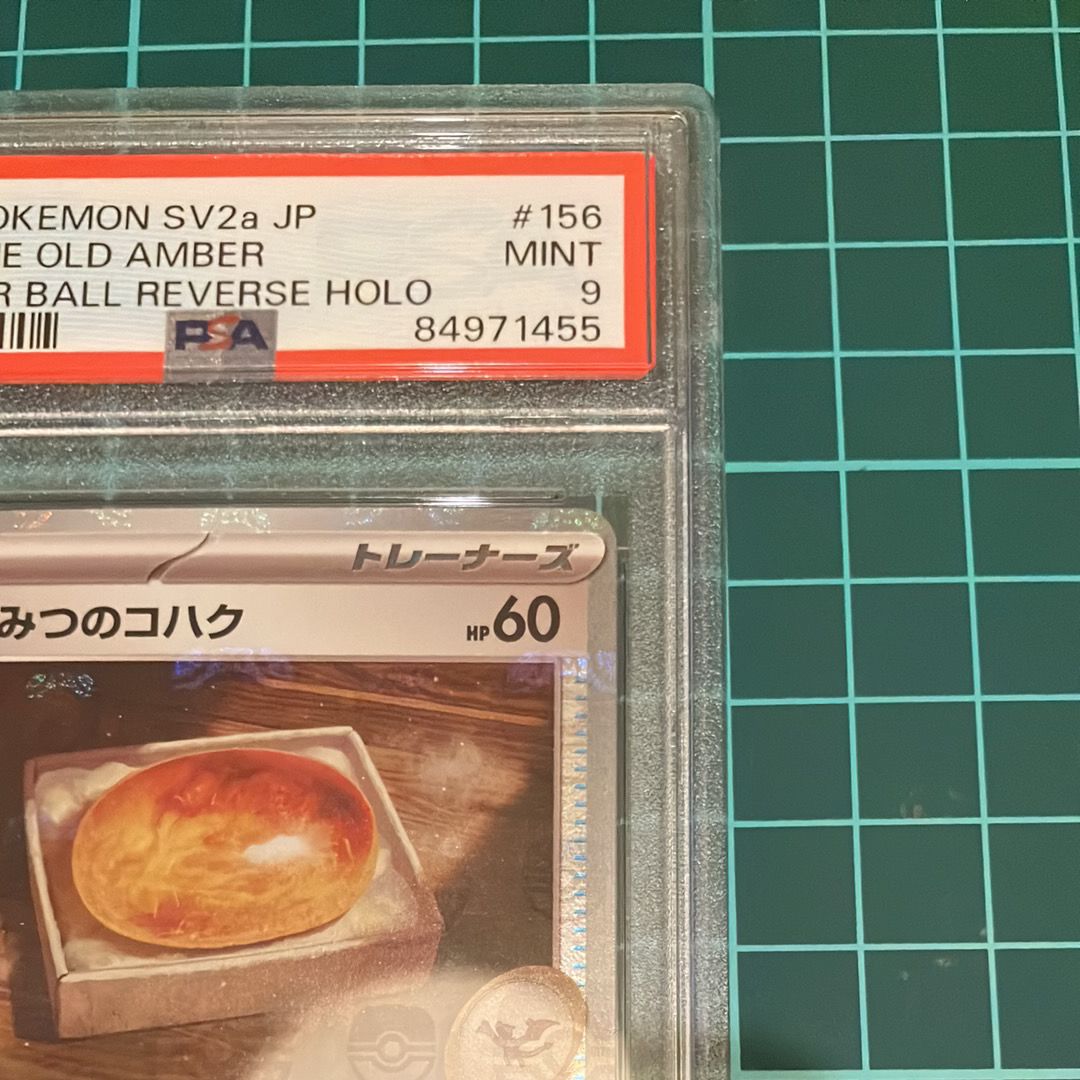 OKEMON SV2a JP #156
E OLD AMBER MINT
R BALL REVERSE HOLO 9
PSA 84971455
トレーナーズ
みつのコハク HP60